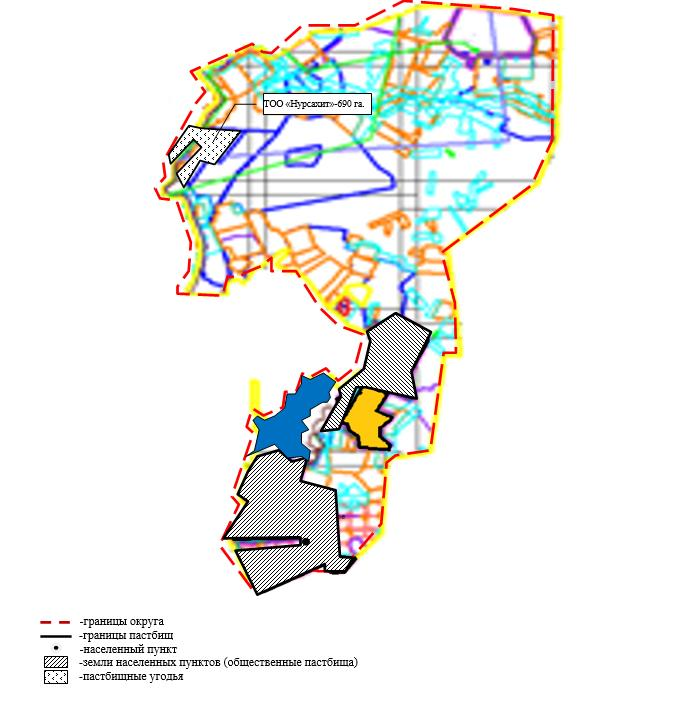 ТОО «Нурсахит»-690 га.
-границы округа
-границы пастбищ
-населенный пункт
-земли населенных пунктов (общественные пастбища)
-пастбищные угодья